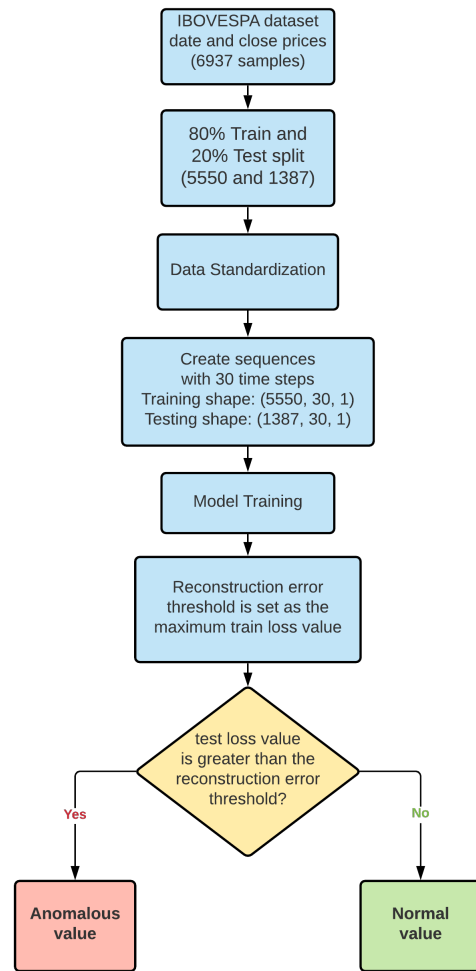 IBOVESPA dataset
date and close prices
(6937 samples)
80% Train and
20% Test split
(5550 and 1387)
Data Standardization
Create sequences
with 30 time steps
Training shape: (5550, 30, 1)
Testing shape: (1387, 30, 1)
Model Training
Reconstruction error
threshold is set as the
maximum train loss value
test loss value
is greater than the
reconstruction error
threshold?
Yes
No
Anomalous
value
Normal
value